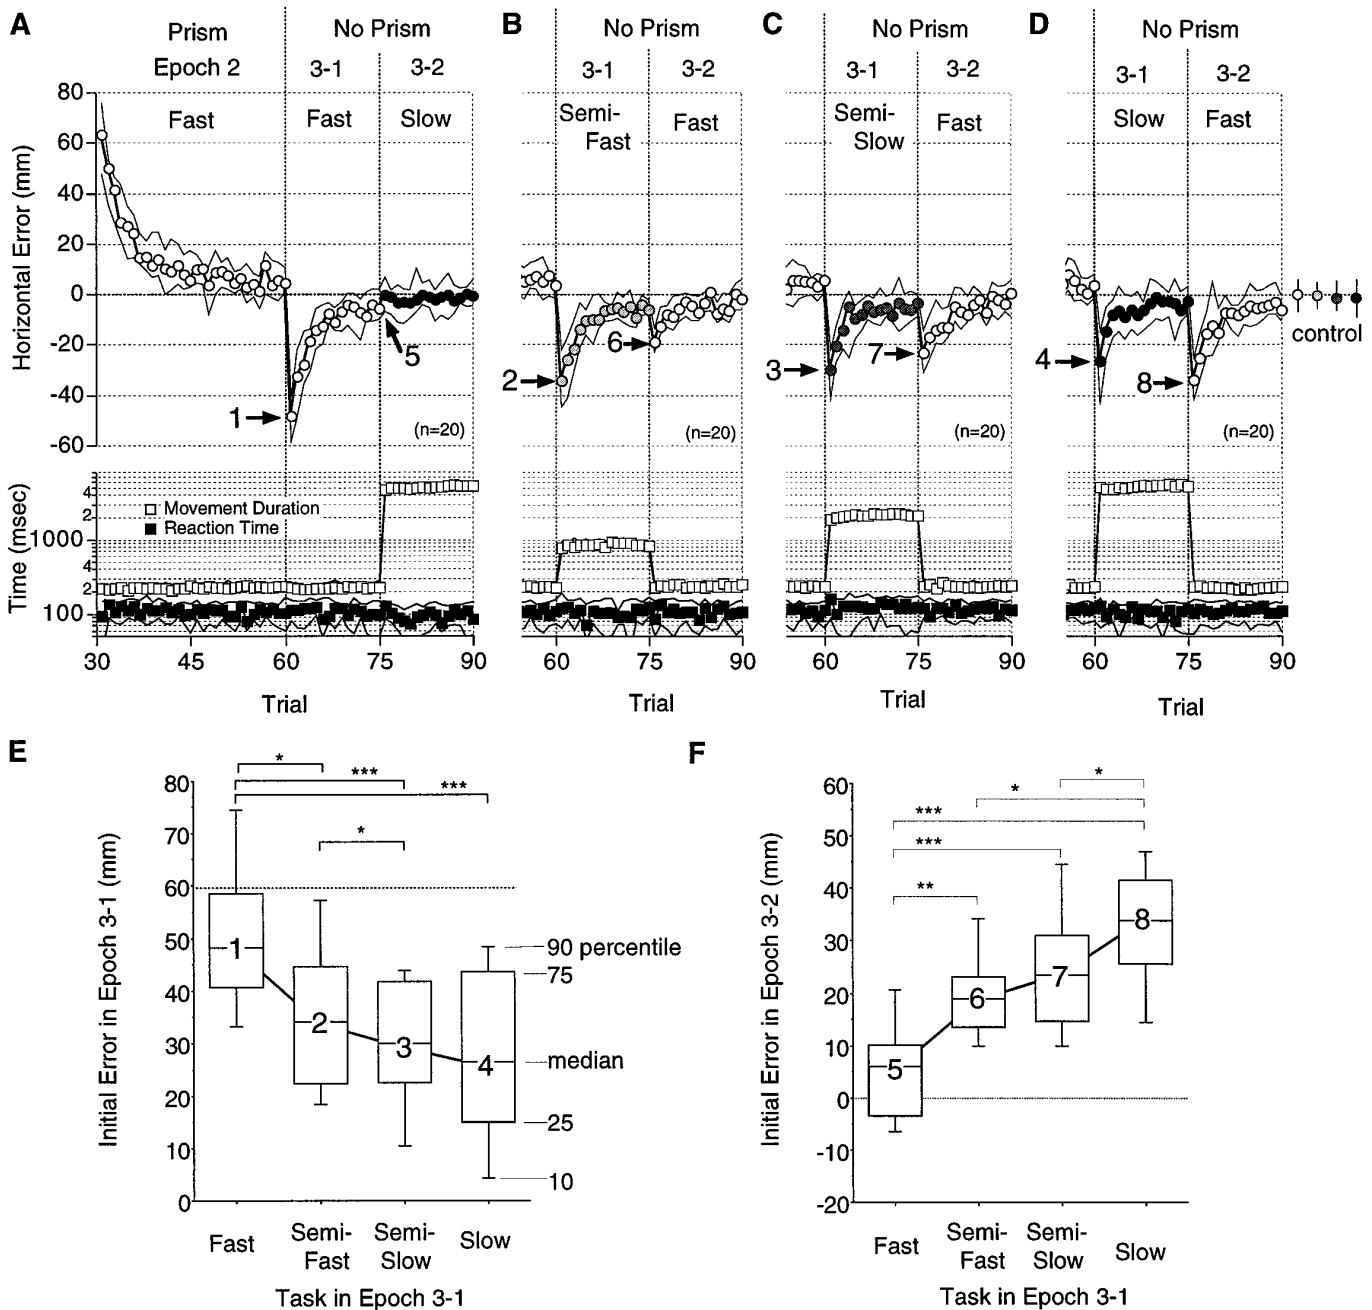 A
Prism
No Prism
Epoch 2
3-1
3-2
Fast
Fast
Slow
Horizontal Error (mm)
80
60
40
20
0
-20
-40
-60
1
5
(n=20)
B
No Prism
3-1
3-2
Semi-
Fast
Fast
2
6
(n=20)
C
No Prism
3-1
3-2
Semi-
Slow
Fast
3
7
(n=20)
D
No Prism
3-1
3-2
Slow
Fast
4
8
(n=20)
control
Time (msec)
4
2
1000
4
2
100
Movement Duration
Reaction Time
30
45
60
75
90
Trial
60
75
90
Trial
60
75
90
Trial
60
75
90
Trial
E
Initial Error in Epoch 3-1 (mm)
80
70
60
50
40
30
20
10
0
*
***
***
*
1
2
3
4
90 percentile
75
median
25
10
Fast
Semi-
Fast
Semi-
Slow
Slow
Task in Epoch 3-1
F
Initial Error in Epoch 3-2 (mm)
60
50
40
30
20
10
0
-10
-20
*
*
***
***
**
5
6
7
8
Fast
Semi-
Fast
Semi-
Slow
Slow
Task in Epoch 3-1